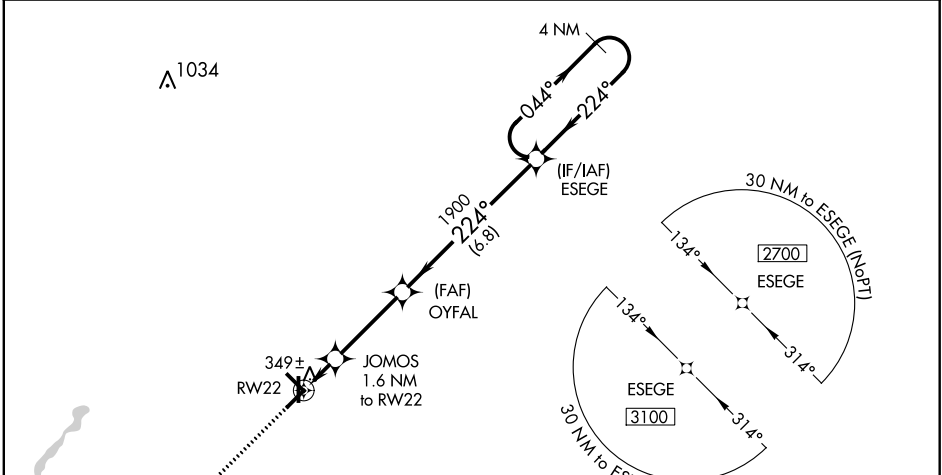 4 NM
1034
044°
224°
(IF/IAF)
ESEGE
1900
224°
(6.8)
30 NM to ESEGE (NoPT)
134°
2700
ESEGE
314°
(FAF)
OYFAL
134°
349±
JOMOS
1.6 NM
to RW22
RW22
ESEGE
3100
314°
30 NM to